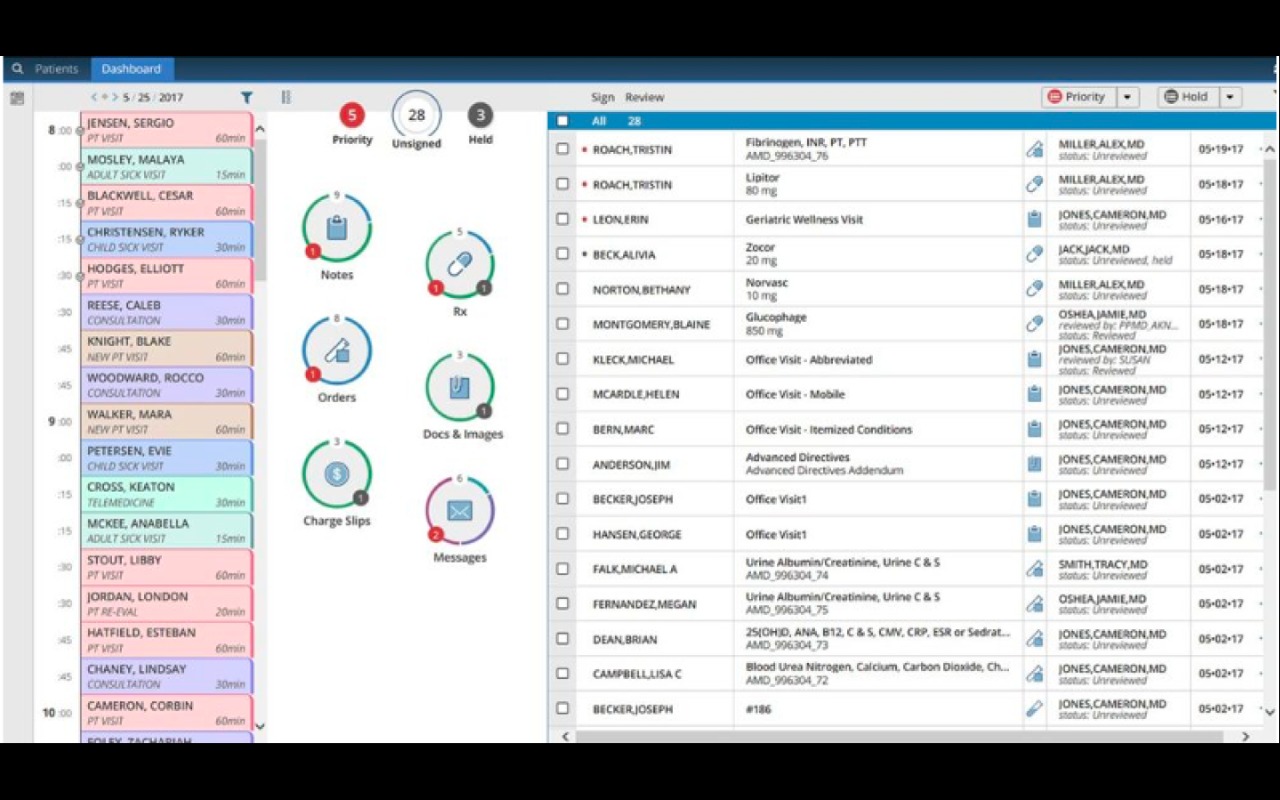 Patients Dashboard
< > 5 / 25 / 2017
8 :00 JENSEN, SERGIO
PT VISIT 60min
:00 MOSLEY, MALAYA
ADULT SICK VISIT 15min
:15 BLACKWELL, CESAR
PT VISIT 60min
:15 CHRISTENSEN, RYKER
CHILD SICK VISIT 30min
:30 HODGES, ELLIOTT
PT VISIT 60min
:30 REESE, CALEB
CONSULTATION 30min
:45 KNIGHT, BLAKE
NEW PT VISIT 60min
:45 WOODWARD, ROCCO
CONSULTATION 30min
9 :00 WALKER, MARA
NEW PT VISIT 60min
:00 PETERSEN, EVIE
CHILD SICK VISIT 30min
:15 CROSS, KEATON
TELEMEDICINE 30min
:15 MCKEE, ANABELLA
ADULT SICK VISIT 15min
:30 STOUT, LIBBY
PT VISIT 60min
:30 JORDAN, LONDON
PT RE-EVAL 20min
:45 HATFIELD, ESTEBAN
PT VISIT 60min
:45 CHANEY, LINDSAY
CONSULTATION 30min
10 :00 CAMERON, CORBIN
PT VISIT 60min
FOLEY, ZACHARIAH
5 28 3
Priority Unsigned Held
9
1
Notes
5
1 1
Rx
8
1
Orders
3
1
Docs & Images
3
$
1
Charge Slips
6
2
Messages
Sign Review Priority Hold
All 28
ROACH,TRISTIN Fibrinogen, INR, PT, PTT MILLER,ALEX,MD 05•19•17
AMD_996304_76 status: Unreviewed
ROACH,TRISTIN Lipitor MILLER,ALEX,MD 05•18•17
80 mg status: Unreviewed
LEON,ERIN Geriatric Wellness Visit JONES,CAMERON,MD 05•16•17
status: Unreviewed
BECK,ALIVIA Zocor JACK,JACK,MD 05•18•17
20 mg status: Unreviewed, held
NORTON,BETHANY Norvasc MILLER,ALEX,MD 05•18•17
10 mg status: Unreviewed
MONTGOMERY,BLAINE Glucophage OSHEA,JAMIE,MD 05•18•17
850 mg reviewed by: PPMD_AKN...
status: Reviewed
KLECK,MICHAEL Office Visit - Abbreviated JONES,CAMERON,MD 05•12•17
reviewed by: SUSAN
status: Reviewed
MCARDLE,HELEN Office Visit - Mobile JONES,CAMERON,MD 05•12•17
status: Unreviewed
BERN,MARC Office Visit - Itemized Conditions JONES,CAMERON,MD 05•12•17
status: Unreviewed
ANDERSON,JIM Advanced Directives JONES,CAMERON,MD 05•12•17
Advanced Directives Addendum status: Unreviewed
BECKER,JOSEPH Office Visit1 JONES,CAMERON,MD 05•02•17
status: Unreviewed
HANSEN,GEORGE Office Visit1 JONES,CAMERON,MD 05•02•17
status: Unreviewed
FALK,MICHAEL A Urine Albumin/Creatinine, Urine C & S SMITH,TRACY,MD 05•02•17
AMD_996304_74 status: Unreviewed
FERNANDEZ,MEGAN Urine Albumin/Creatinine, Urine C & S OSHEA,JAMIE,MD 05•02•17
AMD_996304_75 status: Unreviewed
DEAN,BRIAN 25(OH)D, ANA, B12, C & S, CMV, CRP, ESR or Sedrat... JONES,CAMERON,MD 05•02•17
AMD_996304_73 status: Unreviewed
CAMPBELL,LISA C Blood Urea Nitrogen, Calcium, Carbon Dioxide, Ch... JONES,CAMERON,MD 05•02•17
AMD_996304_72 status: Unreviewed
BECKER,JOSEPH #186 JONES,CAMERON,MD 05•02•17
status: Unreviewed